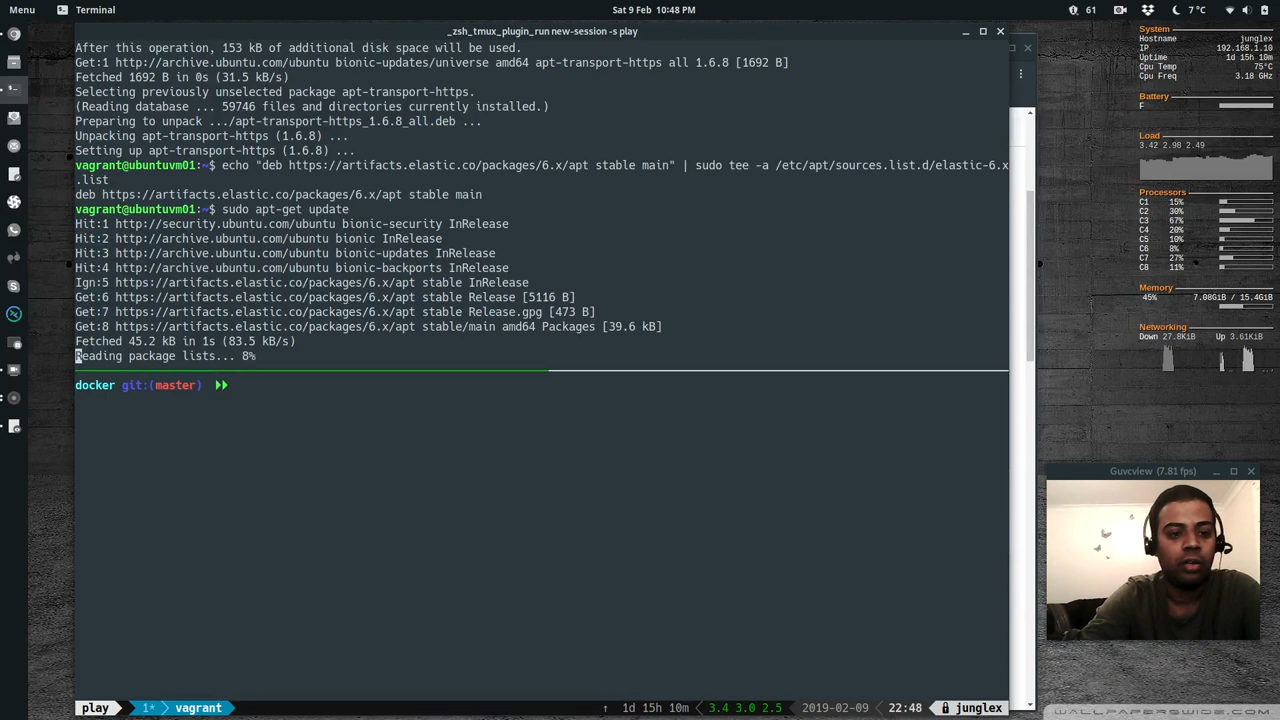 Menu Terminal Sat 9 Feb 10:48 PM 61 7°C
_zsh_tmux_plugin_run new-session -s play
After this operation, 153 kB of additional disk space will be used.
Get:1 http://archive.ubuntu.com/ubuntu bionic-updates/universe amd64 apt-transport-https all 1.6.8 [1692 B]
Fetched 1692 B in 0s (31.5 kB/s)
Selecting previously unselected package apt-transport-https.
(Reading database ... 59746 files and directories currently installed.)
Preparing to unpack .../apt-transport-https_1.6.8_all.deb ...
Unpacking apt-transport-https (1.6.8) ...
Setting up apt-transport-https (1.6.8) ...
vagrant@ubuntuvm01:~$ echo "deb https://artifacts.elastic.co/packages/6.x/apt stable main" | sudo tee -a /etc/apt/sources.list.d/elastic-6.x
.list
deb https://artifacts.elastic.co/packages/6.x/apt stable main
vagrant@ubuntuvm01:~$ sudo apt-get update
Hit:1 http://security.ubuntu.com/ubuntu bionic-security InRelease
Hit:2 http://archive.ubuntu.com/ubuntu bionic InRelease
Hit:3 http://archive.ubuntu.com/ubuntu bionic-updates InRelease
Hit:4 http://archive.ubuntu.com/ubuntu bionic-backports InRelease
Ign:5 https://artifacts.elastic.co/packages/6.x/apt stable InRelease
Get:6 https://artifacts.elastic.co/packages/6.x/apt stable Release [5116 B]
Get:7 https://artifacts.elastic.co/packages/6.x/apt stable Release.gpg [473 B]
Get:8 https://artifacts.elastic.co/packages/6.x/apt stable/main amd64 Packages [39.6 kB]
Fetched 45.2 kB in 1s (83.5 kB/s)
Reading package lists... 8%
docker git:(master)
play 1* vagrant ↑ 1d 15h 10m 3.4 3.0 2.5 2019-02-09 22:48 junglex
System
Hostname junglex
IP 192.168.1.10
Uptime 1d 15h 10m
Cpu Temp 75°C
Cpu Freq 3.18 GHz
Battery
F
Load
3.42 2.98 2.49
Processors
C1 15%
C2 30%
C3 67%
C4 20%
C5 10%
C6 8%
C7 27%
C8 11%
Memory
45% 7.08GiB / 15.4GiB
Networking
Down 27.8KiB Up 3.61KiB
Guvcview (7.81 fps)
WALLPAPERSWIDE.COM